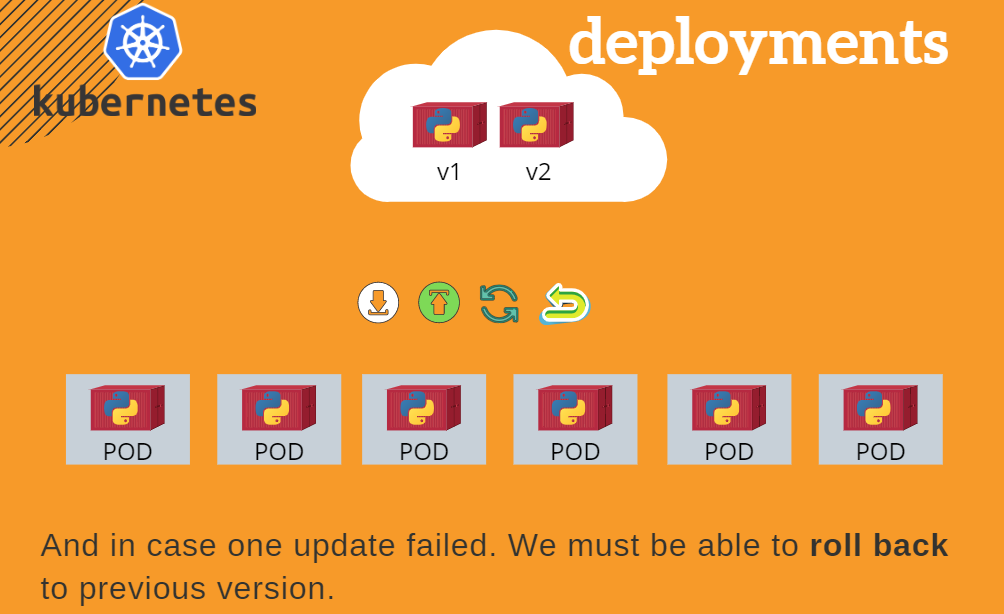 kubernetes
deployments
v1 v2
POD POD POD POD POD POD
And in case one update failed. We must be able to roll back
to previous version.